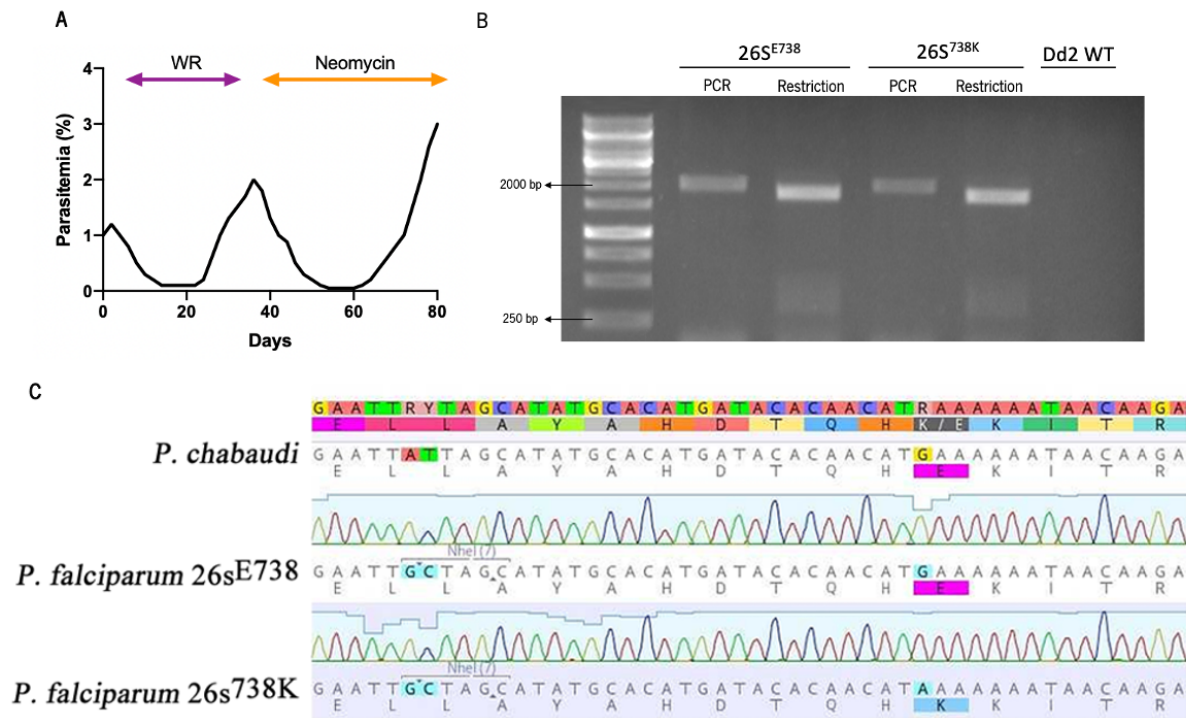 A
WR
Neomycin
Parasitemia (%)
4
3
2
1
0
0 20 40 60 80
Days
B
26S^E738 26S^738K Dd2 WT
PCR Restriction PCR Restriction
2000 bp
250 bp
C
G A A T T R Y T A G C A T A T G C A C A T G A T A C A C A A C A T R A A A A A A T A A C A A G A
E L L A Y A H D T Q H K / E K I T R
P. chabaudi
G A A T T A T T A G C A T A T G C A C A T G A T A C A C A A C A T G A A A A A A T A A C A A G A
E L L A Y A H D T Q H E K I T R
NheI (7)
P. falciparum 26s^E738
G A A T T G C T A G C A T A T G C A C A T G A T A C A C A A C A T G A A A A A A T A A C A A G A
E L L A Y A H D T Q H E K I T R
NheI (7)
P. falciparum 26s^738K
G A A T T G C T A G C A T A T G C A C A T G A T A C A C A A C A T A A A A A A A T A A C A A G A
E L L A Y A H D T Q H K K I T R